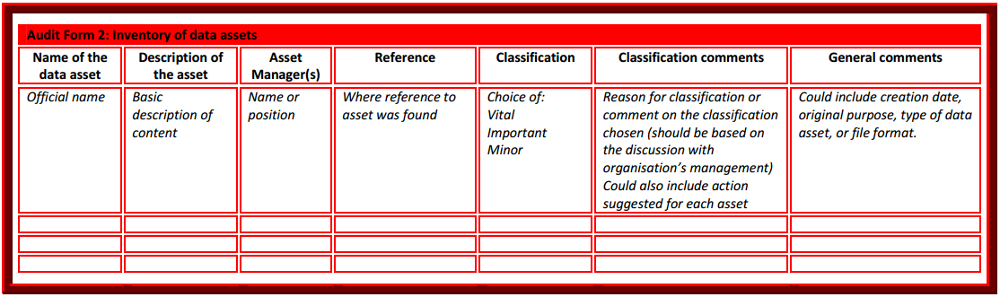 Audit Form 2: Inventory of data assets
Name of the
data asset
Description of
the asset
Asset
Manager(s)
Reference
Classification
Classification comments
General comments
Official name
Basic
description of
content
Name or
position
Where reference to
asset was found
Choice of:
Vital
Important
Minor
Reason for classification or
comment on the classification
chosen (should be based on
the discussion with
organisation’s management)
Could also include action
suggested for each asset
Could include creation date,
original purpose, type of data
asset, or file format.